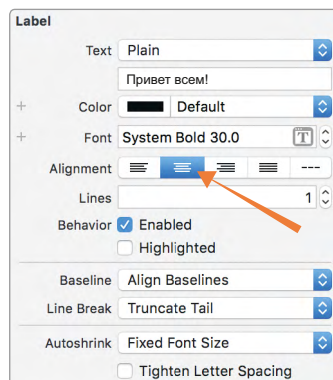 Label
Text Plain
Привет всем!
+ Color Default
+ Font System Bold 30.0 T
Alignment ---
Lines 1
Behavior Enabled
Highlighted
Baseline Align Baselines
Line Break Truncate Tail
Autoshrink Fixed Font Size
Tighten Letter Spacing